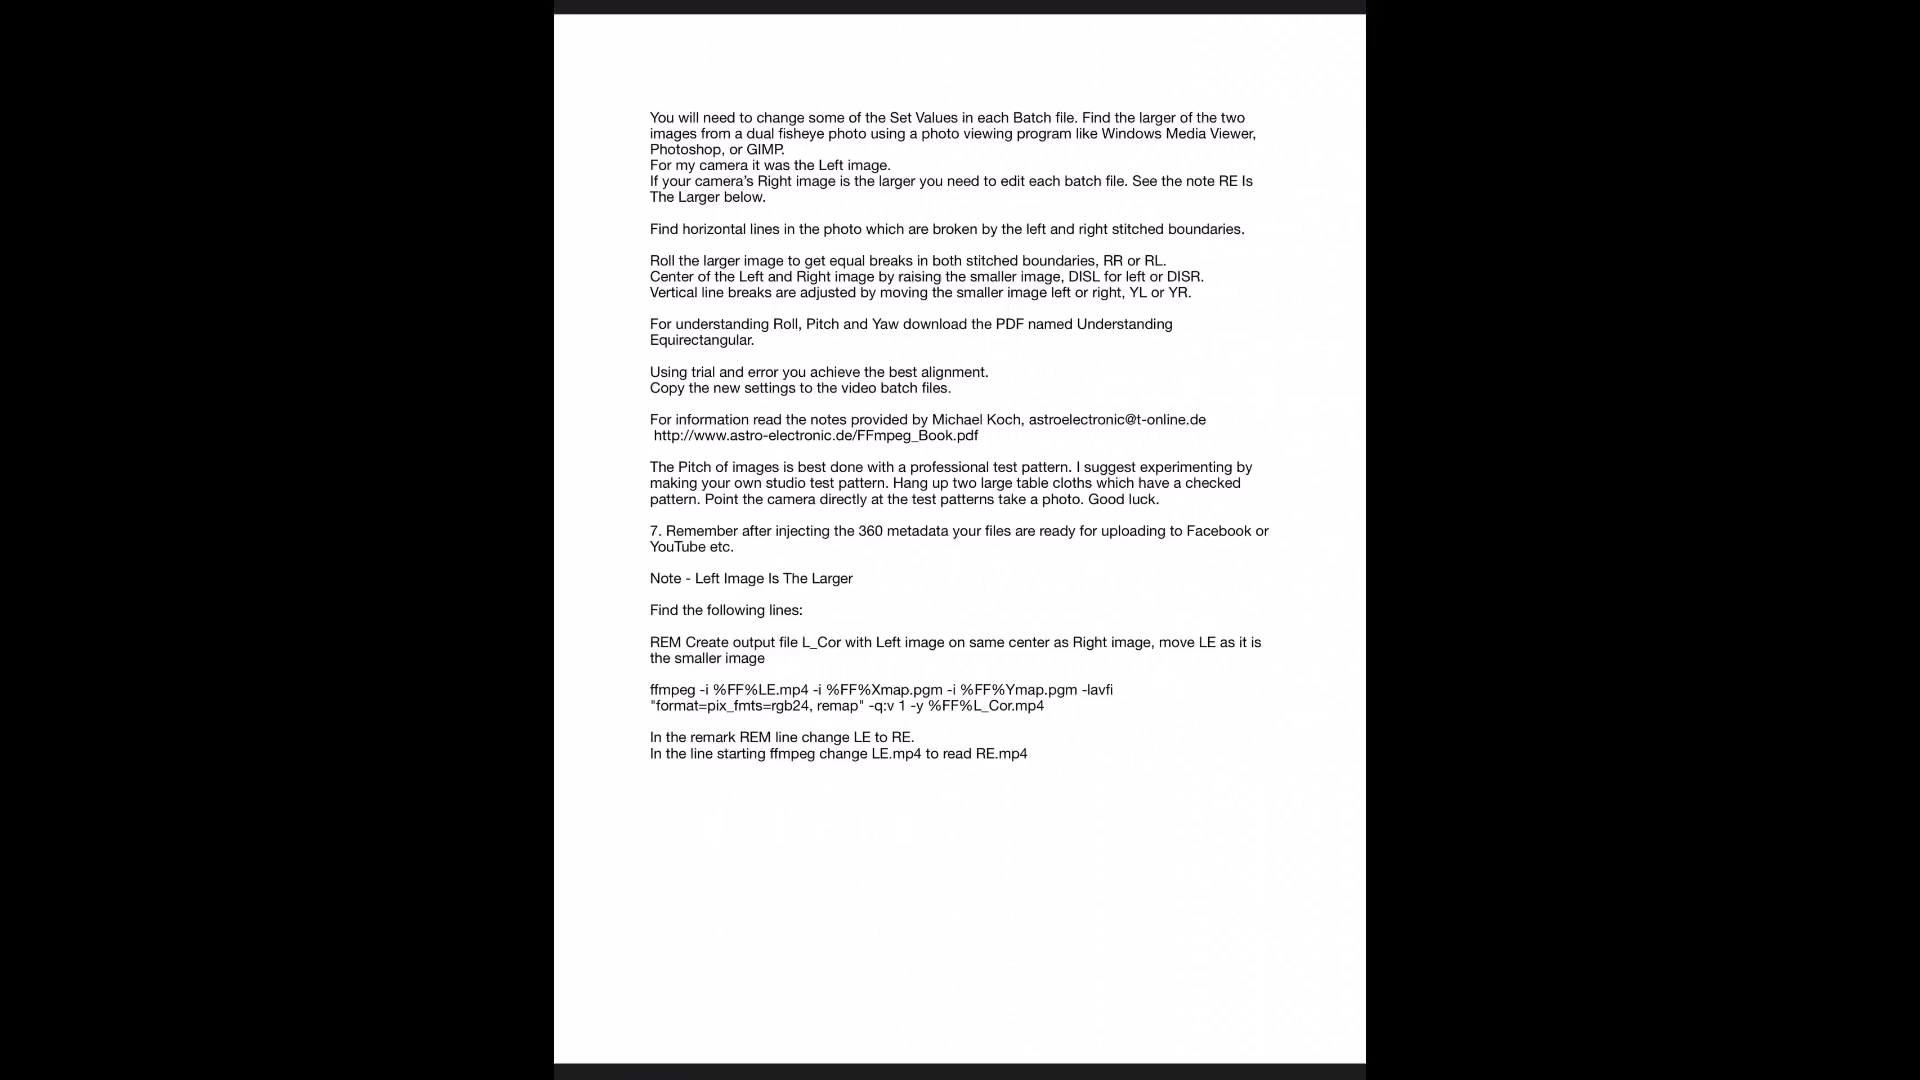 You will need to change some of the Set Values in each Batch file. Find the larger of the two
images from a dual fisheye photo using a photo viewing program like Windows Media Viewer,
Photoshop, or GIMP.
For my camera it was the Left image.
If your camera's Right image is the larger you need to edit each batch file. See the note RE Is
The Larger below.
Find horizontal lines in the photo which are broken by the left and right stitched boundaries.
Roll the larger image to get equal breaks in both stitched boundaries, RR or RL.
Center of the Left and Right image by raising the smaller image, DISL for left or DISR.
Vertical line breaks are adjusted by moving the smaller image left or right, YL or YR.
For understanding Roll, Pitch and Yaw download the PDF named Understanding
Equirectangular.
Using trial and error you achieve the best alignment.
Copy the new settings to the video batch files.
For information read the notes provided by Michael Koch, astroelectronic@t-online.de
http://www.astro-electronic.de/FFmpeg_Book.pdf
The Pitch of images is best done with a professional test pattern. I suggest experimenting by
making your own studio test pattern. Hang up two large table cloths which have a checked
pattern. Point the camera directly at the test patterns take a photo. Good luck.
7. Remember after injecting the 360 metadata your files are ready for uploading to Facebook or
YouTube etc.
Note - Left Image Is The Larger
Find the following lines:
REM Create output file L_Cor with Left image on same center as Right image, move LE as it is
the smaller image
ffmpeg -i %FF%LE.mp4 -i %FF%Xmap.pgm -i %FF%Ymap.pgm -lavfi
"format=pix_fmts=rgb24, remap" -q:v 1 -y %FF%L_Cor.mp4
In the remark REM line change LE to RE.
In the line starting ffmpeg change LE.mp4 to read RE.mp4